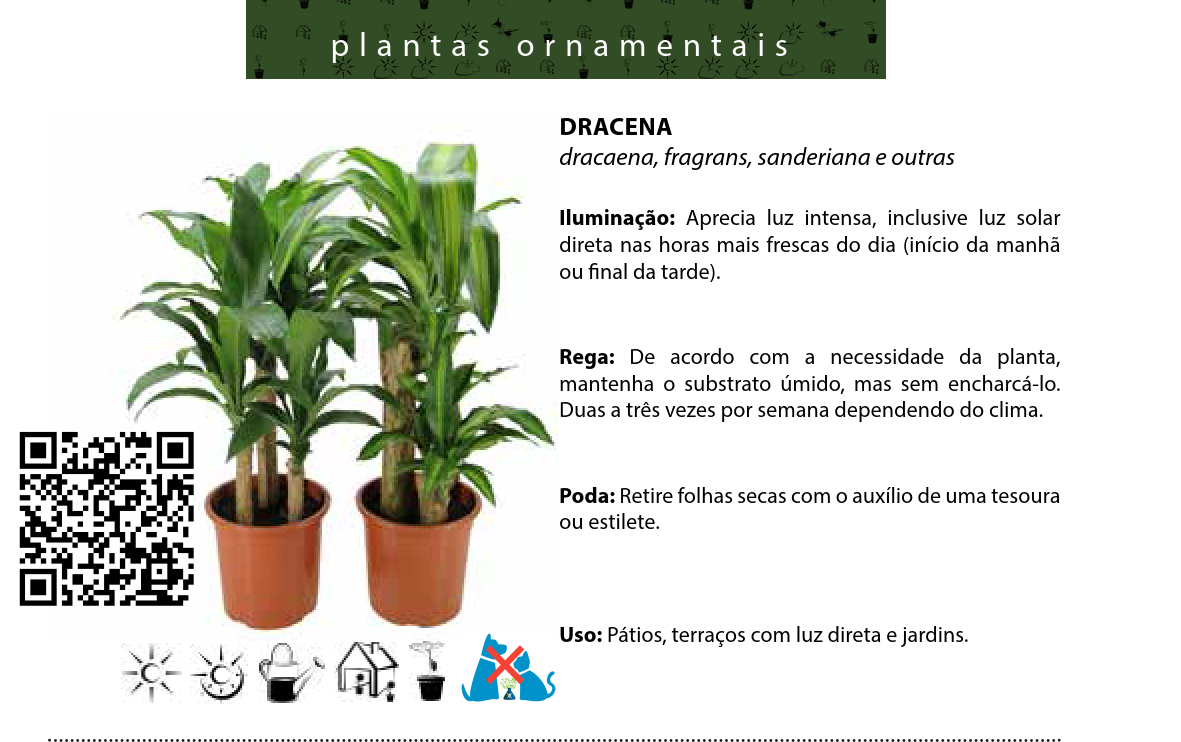 plantas ornamentais
DRACENA
dracaena, fragrans, sanderiana e outras
Iluminação: Aprecia luz intensa, inclusive luz solar
direta nas horas mais frescas do dia (início da manhã
ou final da tarde).
Rega: De acordo com a necessidade da planta,
mantenha o substrato úmido, mas sem encharcá-lo.
Duas a três vezes por semana dependendo do clima.
Poda: Retire folhas secas com o auxílio de uma tesoura
ou estilete.
Uso: Pátios, terraços com luz direta e jardins.